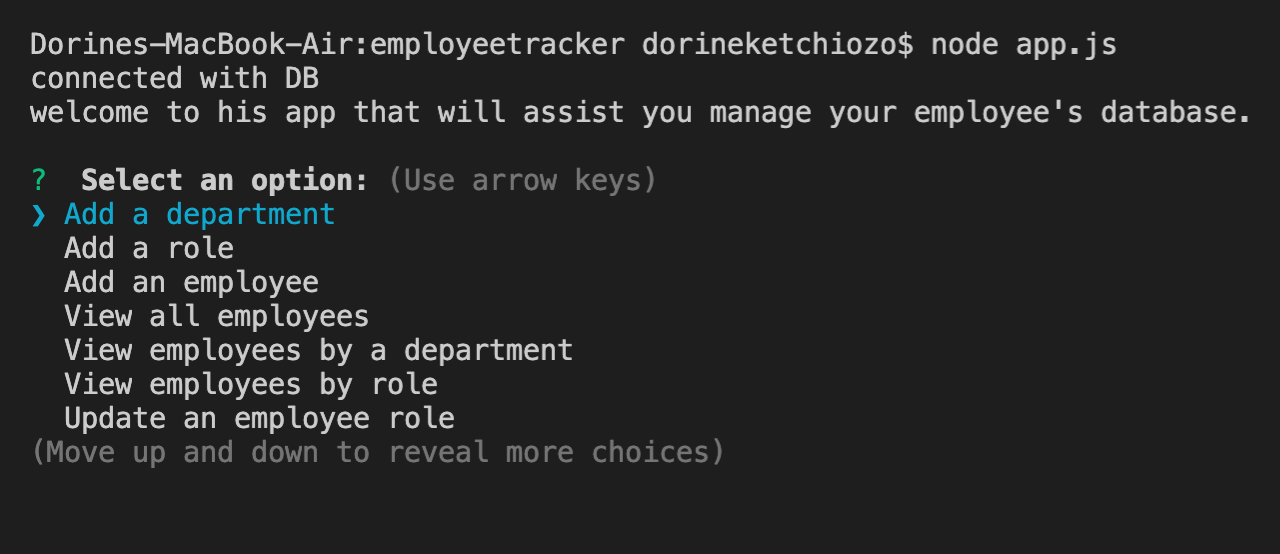 Dorines-MacBook-Air:employeetracker dorineketchiozo$ node app.js
connected with DB
welcome to his app that will assist you manage your employee's database.
? Select an option: (Use arrow keys)
❯ Add a department
Add a role
Add an employee
View all employees
View employees by a department
View employees by role
Update an employee role
(Move up and down to reveal more choices)